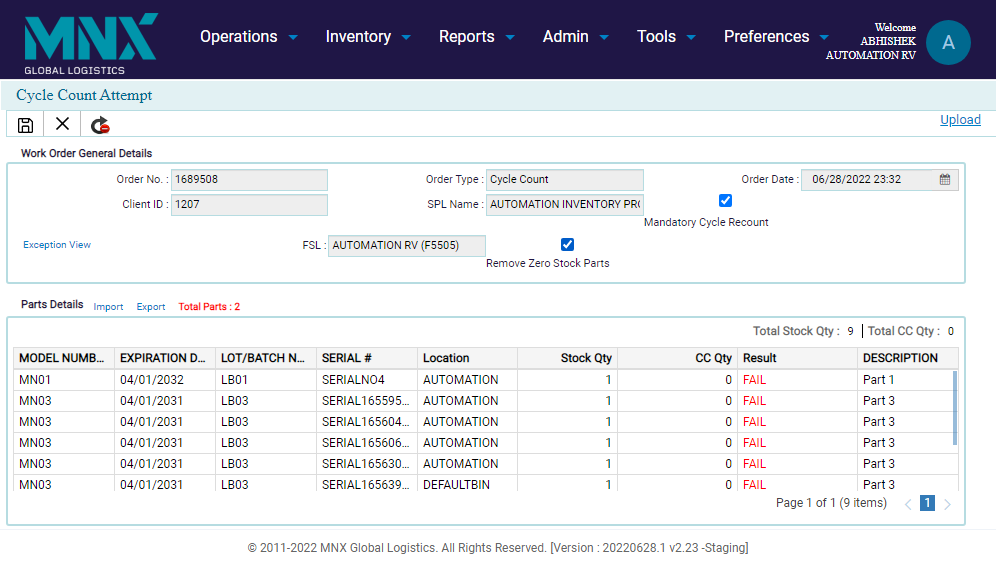 MNX
GLOBAL LOGISTICS
Operations Inventory Reports Admin Tools Preferences
Welcome
ABHISHEK
AUTOMATION RV
A
Cycle Count Attempt
Upload
Work Order General Details
Order No. : 1689508 Order Type : Cycle Count Order Date : 06/28/2022 23:32
Client ID : 1207 SPL Name : AUTOMATION INVENTORY PRO
Mandatory Cycle Recount
Exception View FSL : AUTOMATION RV (F5505)
Remove Zero Stock Parts
Parts Details Import Export Total Parts : 2
Total Stock Qty : 9 Total CC Qty : 0
MODEL NUMB... EXPIRATION D... LOT/BATCH N... SERIAL # Location Stock Qty CC Qty Result DESCRIPTION
MN01 04/01/2032 LB01 SERIALNO4 AUTOMATION 1 0 FAIL Part 1
MN03 04/01/2031 LB03 SERIAL165595... AUTOMATION 1 0 FAIL Part 3
MN03 04/01/2031 LB03 SERIAL165604... AUTOMATION 1 0 FAIL Part 3
MN03 04/01/2031 LB03 SERIAL165606... AUTOMATION 1 0 FAIL Part 3
MN03 04/01/2031 LB03 SERIAL165630... AUTOMATION 1 0 FAIL Part 3
MN03 04/01/2031 LB03 SERIAL165639... DEFAULTBIN 1 0 FAIL Part 3
Page 1 of 1 (9 items) 1
© 2011-2022 MNX Global Logistics. All Rights Reserved. [Version : 20220628.1 v2.23 -Staging]